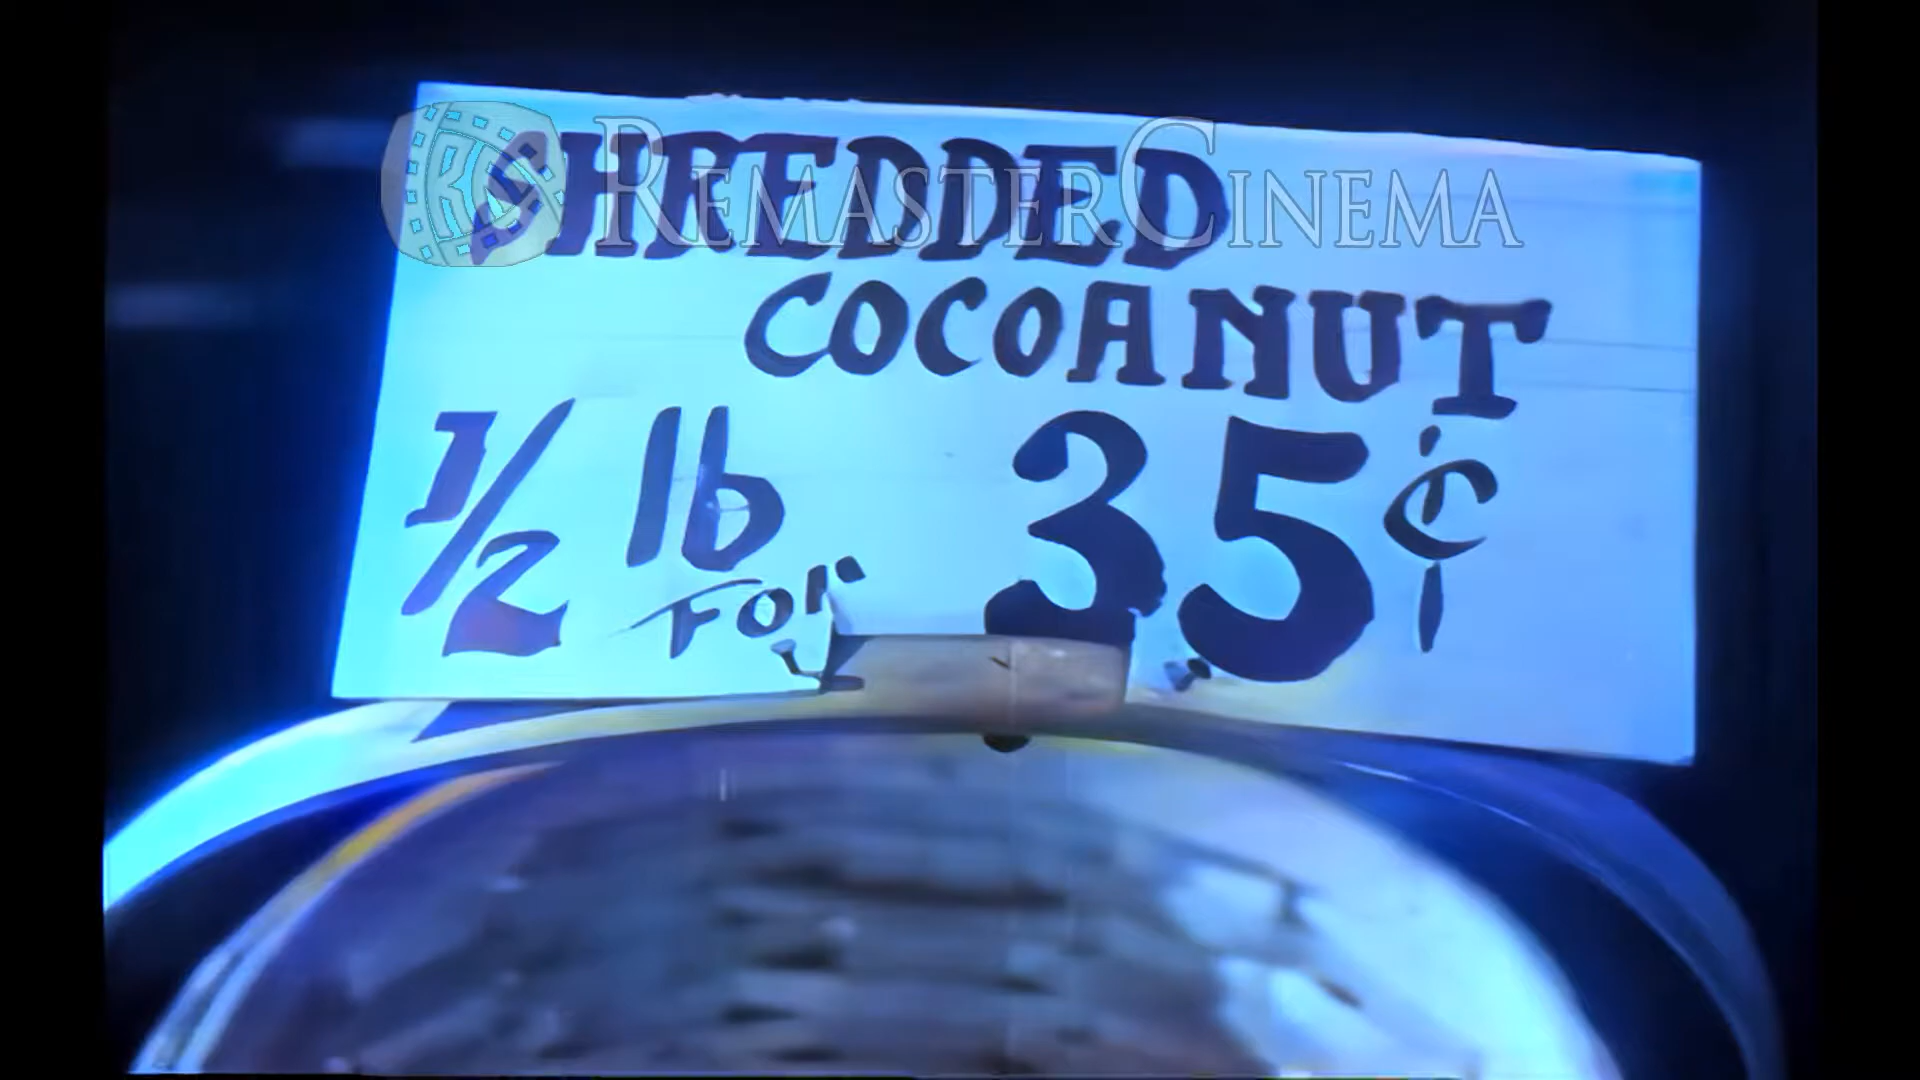 SHREDDED
REMASTERCINEMA
COCOANUT
1/2 lb FOR 35¢